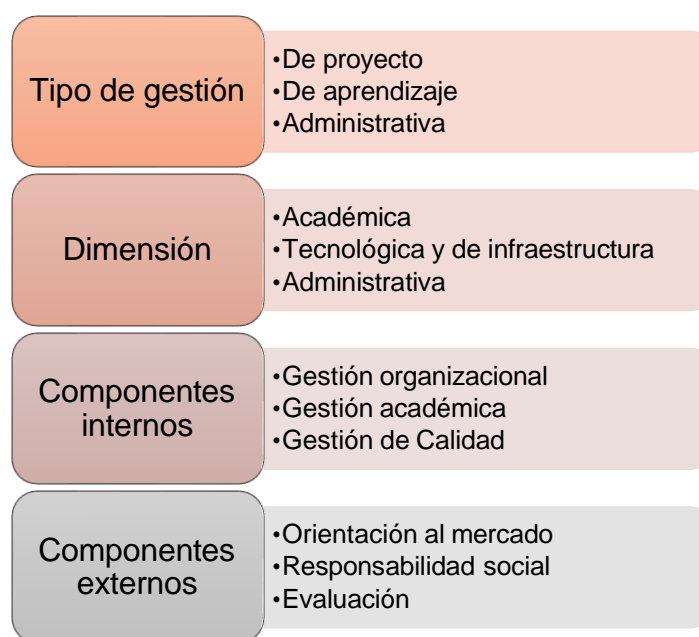 Tipo de gestión
•De proyecto
•De aprendizaje
•Administrativa
Dimensión
•Académica
•Tecnológica y de infraestructura
•Administrativa
Componentes
internos
•Gestión organizacional
•Gestión académica
•Gestión de Calidad
Componentes
externos
•Orientación al mercado
•Responsabilidad social
•Evaluación